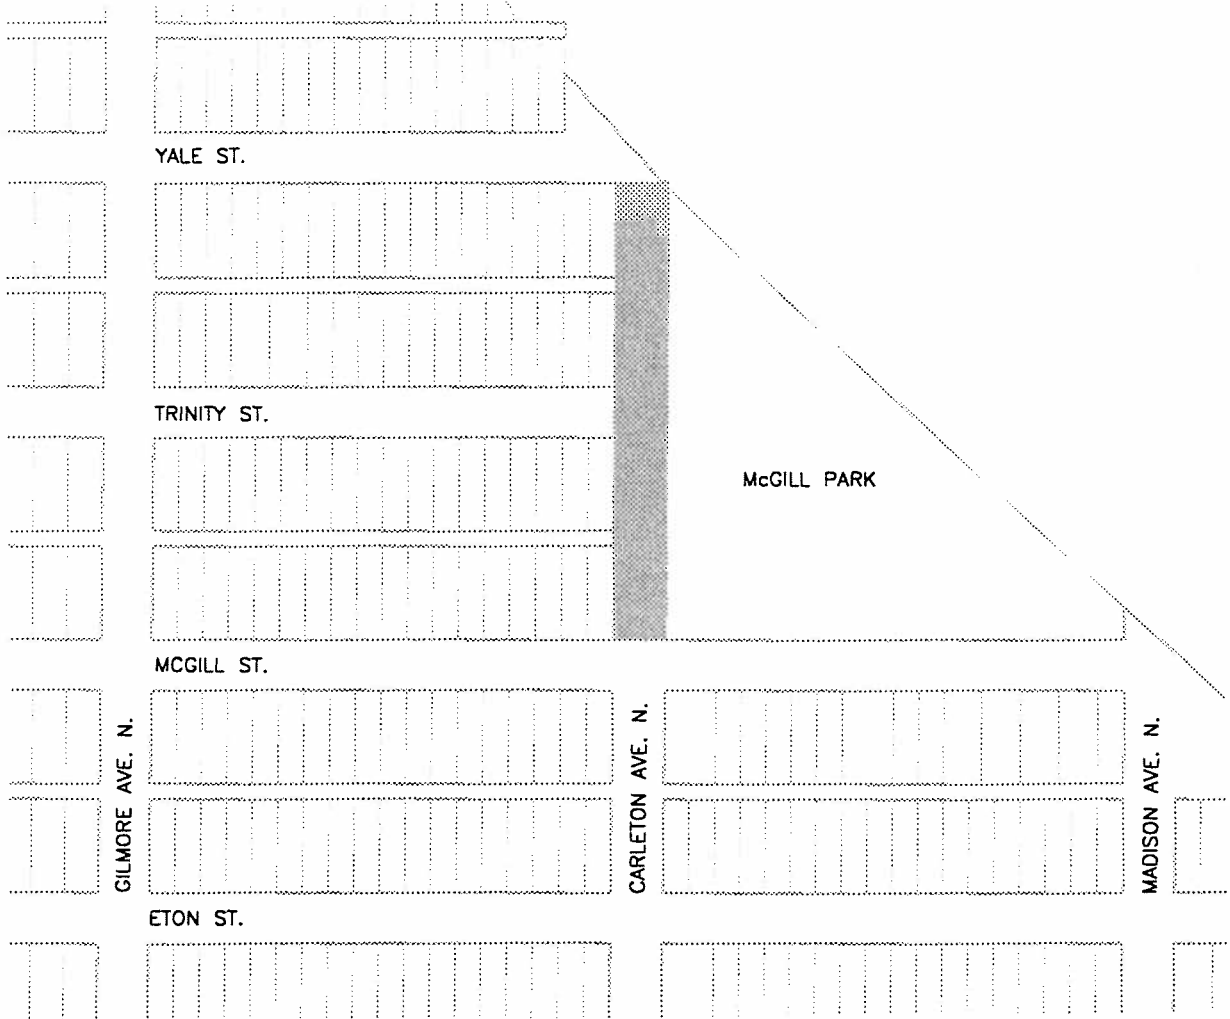 YALE ST.
TRINITY ST.
McGILL PARK
MCGILL ST.
GILMORE AVE. N.
CARLETON AVE. N.
MADISON AVE. N.
ETON ST.